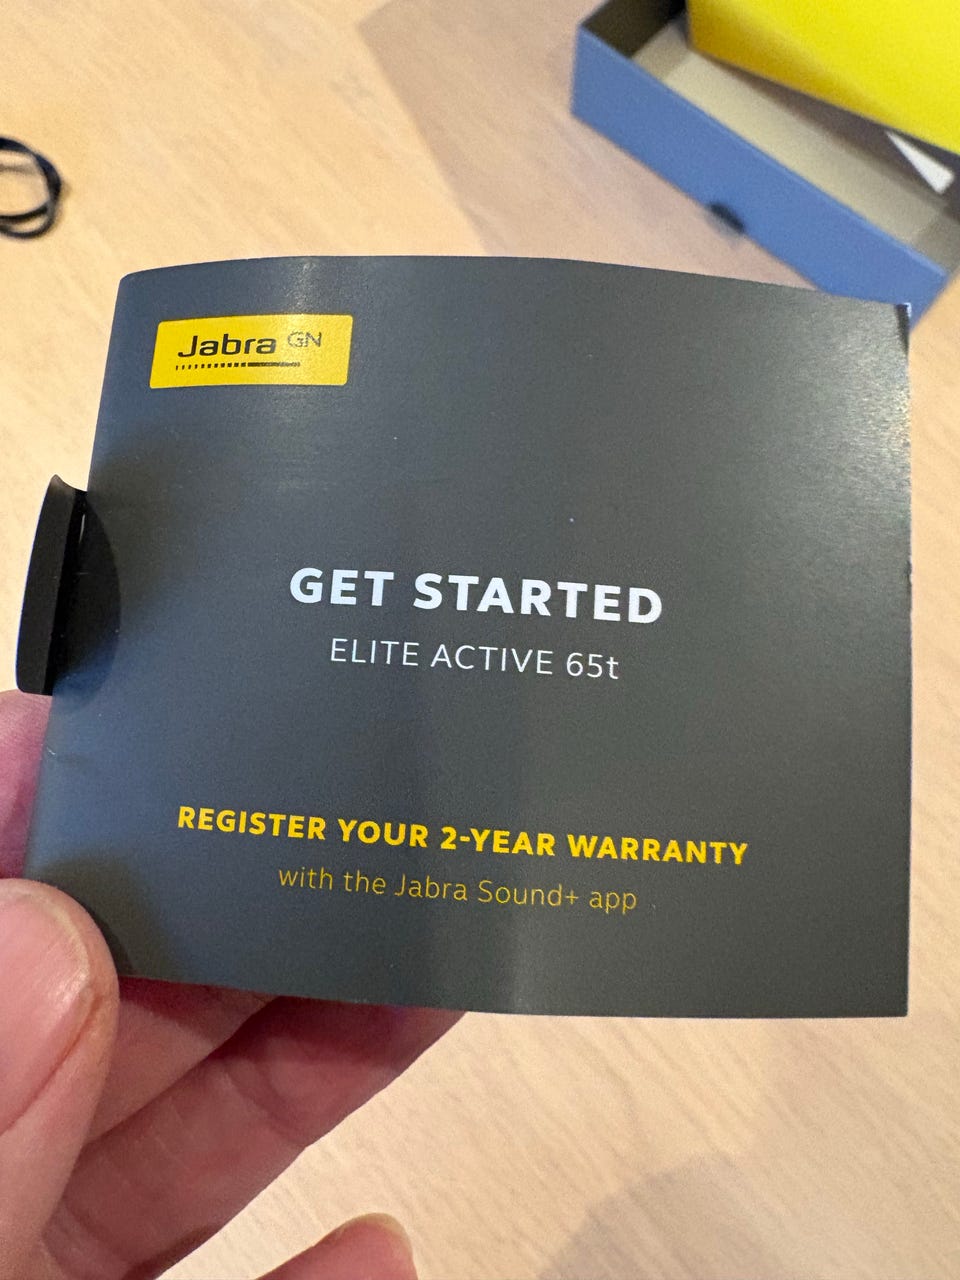 Jabra GN
GET STARTED
ELITE ACTIVE 65t
REGISTER YOUR 2-YEAR WARRANTY
with the Jabra Sound+ app